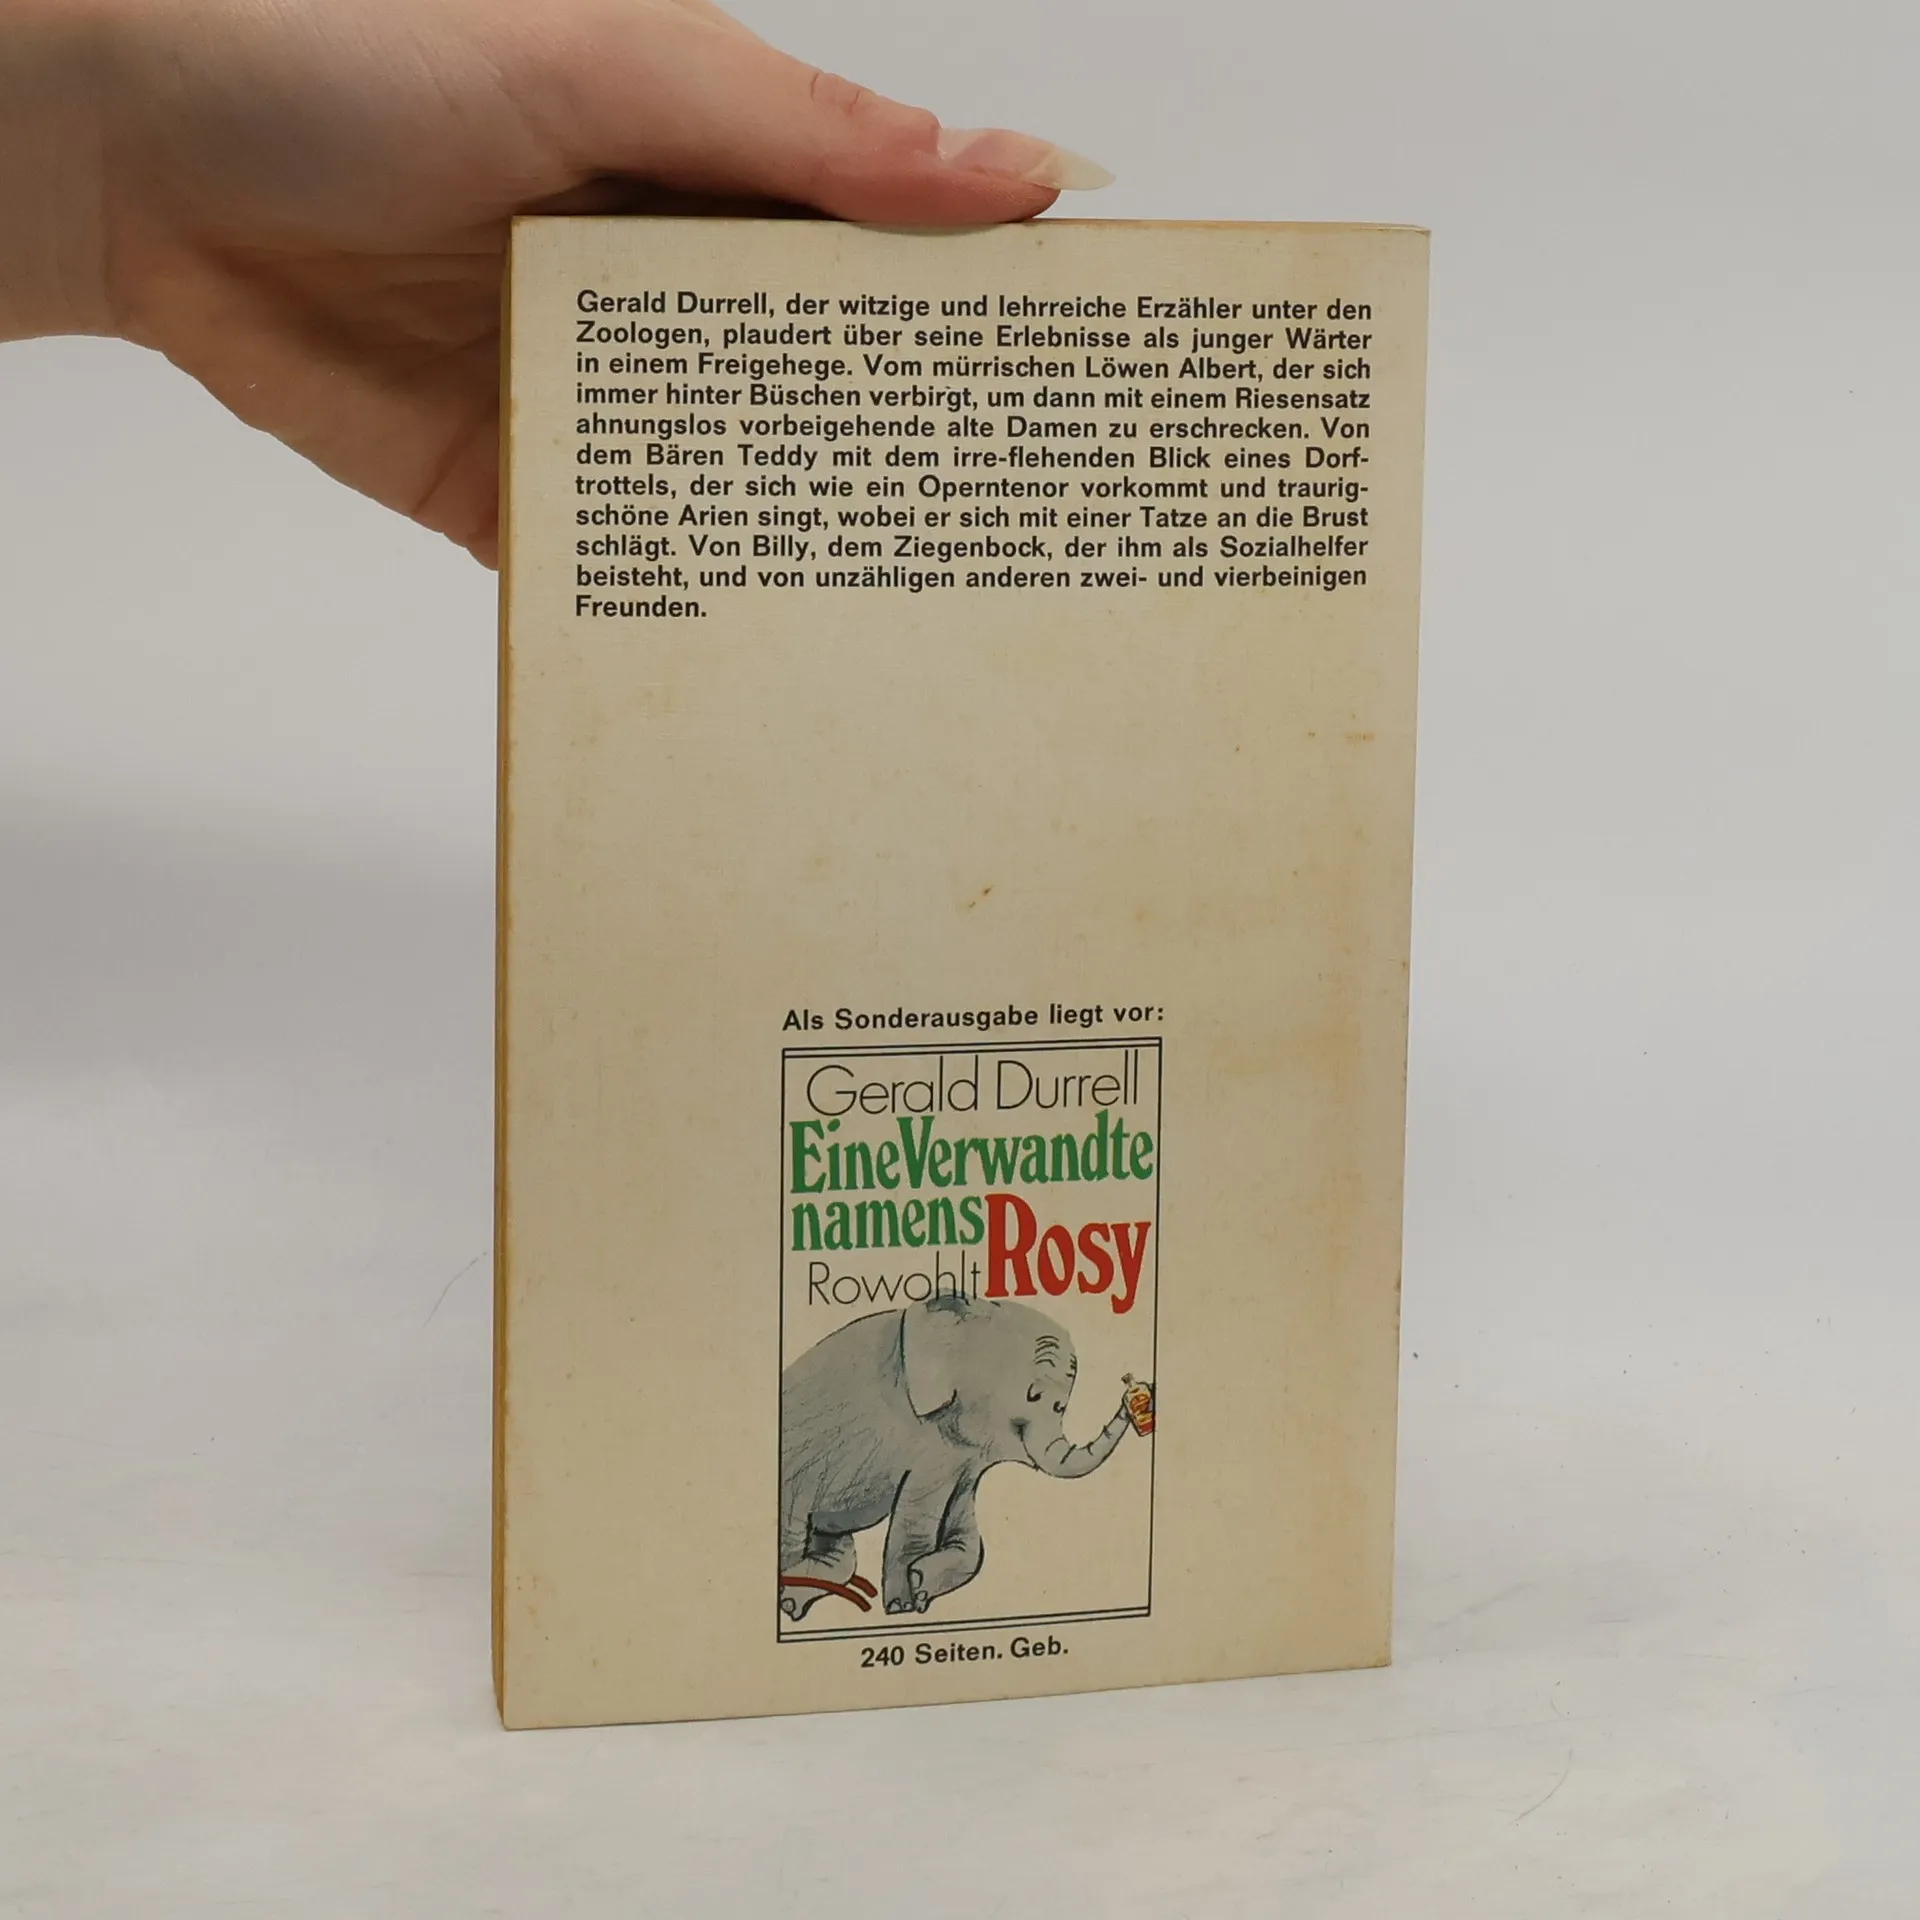 Gerald Durrell, der witzige und lehrreiche Erzähler unter den
Zoologen, plaudert über seine Erlebnisse als junger Wärter
in einem Freigehege. Vom mürrischen Löwen Albert, der sich
immer hinter Büschen verbirgt, um dann mit einem Riesensatz
ahnungslos vorbeigehende alte Damen zu erschrecken. Von
dem Bären Teddy mit dem irre-flehenden Blick eines Dorf-
trottels, der sich wie ein Operntenor vorkommt und traurig-
schöne Arien singt, wobei er sich mit einer Tatze an die Brust
schlägt. Von Billy, dem Ziegenbock, der ihm als Sozialhelfer
beisteht, und von unzähligen anderen zwei- und vierbeinigen
Freunden.
Als Sonderausgabe liegt vor:
Gerald Durrell
Eine Verwandte
namens Rosy
Rowohlt
240 Seiten. Geb.